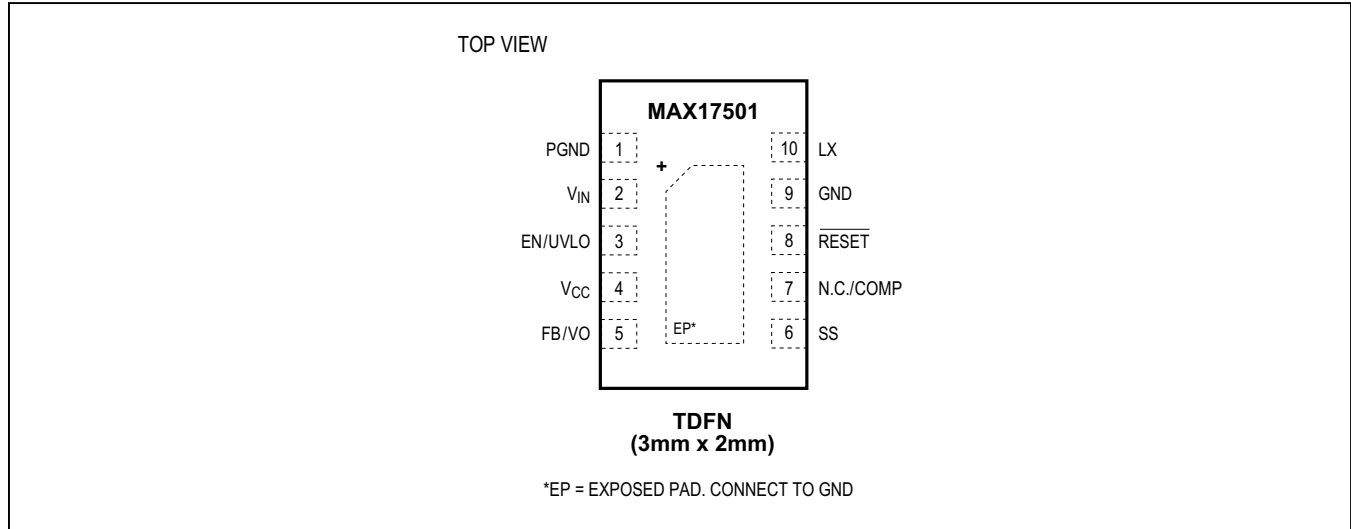 TOP VIEW
MAX17501
PGND 1 10 LX
+
VIN 2 9 GND
EN/UVLO 3 8 RESET
VCC 4 7 N.C./COMP
FB/VO 5 EP* 6 SS
TDFN
(3mm x 2mm)
*EP = EXPOSED PAD. CONNECT TO GND